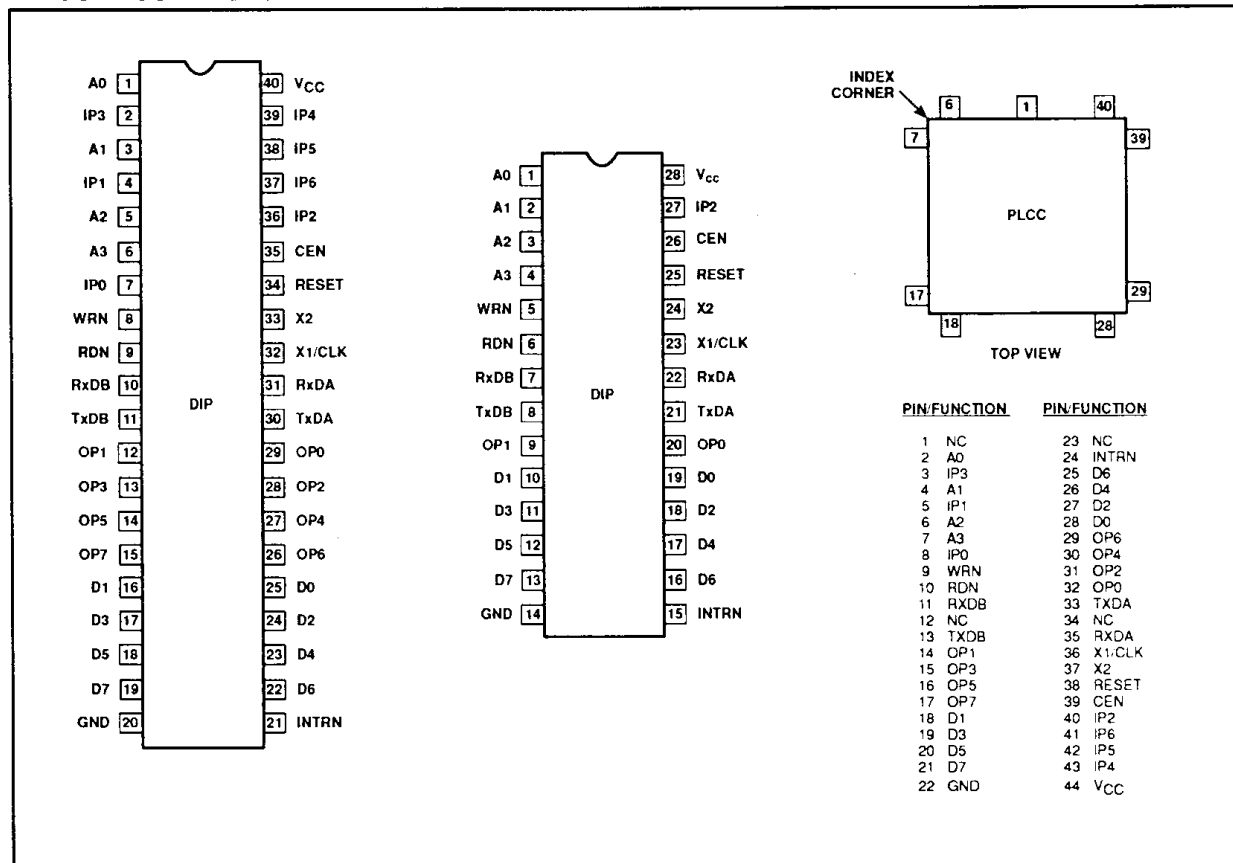 A0 1 40 VCC
IP3 2 39 IP4
A1 3 38 IP5
IP1 4 37 IP6
A2 5 36 IP2
A3 6 35 CEN
IP0 7 34 RESET
WRN 8 33 X2
RDN 9 32 X1/CLK
RxDB 10 31 RxDA
DIP
TxDB 11 30 TxDA
OP1 12 29 OP0
OP3 13 28 OP2
OP5 14 27 OP4
OP7 15 26 OP6
D1 16 25 D0
D3 17 24 D2
D5 18 23 D4
D7 19 22 D6
GND 20 21 INTRN
A0 1 28 Vcc
A1 2 27 IP2
A2 3 26 CEN
A3 4 25 RESET
WRN 5 24 X2
RDN 6 23 X1/CLK
RxDB 7 22 RxDA
DIP
TxDB 8 21 TxDA
OP1 9 20 OP0
D1 10 19 D0
D3 11 18 D2
D5 12 17 D4
D7 13 16 D6
GND 14 15 INTRN
INDEX
CORNER
6 1 40
7 39
PLCC
17 29
18 28
TOP VIEW
PIN/FUNCTION PIN/FUNCTION
1 NC 23 NC
2 A0 24 INTRN
3 IP3 25 D6
4 A1 26 D4
5 IP1 27 D2
6 A2 28 D0
7 A3 29 OP6
8 IP0 30 OP4
9 WRN 31 OP2
10 RDN 32 OP0
11 RXDB 33 TXDA
12 NC 34 NC
13 TXDB 35 RXDA
14 OP1 36 X1/CLK
15 OP3 37 X2
16 OP5 38 RESET
17 OP7 39 CEN
18 D1 40 IP2
19 D3 41 IP6
20 D5 42 IP5
21 D7 43 IP4
22 GND 44 VCC